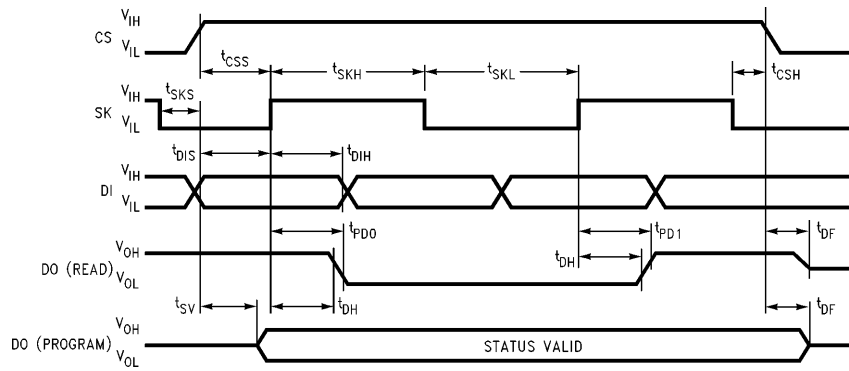 CS V_IH
V_IL
t_CSS t_SKH t_SKL t_CSH
SK V_IH
V_IL
t_SKS
t_DIS t_DIH
DI V_IH
V_IL
t_PD0 t_PD1 t_DF
DO (READ) V_OH
V_OL
t_DH
t_SV t_DH t_DF
DO (PROGRAM) V_OH
V_OL
STATUS VALID